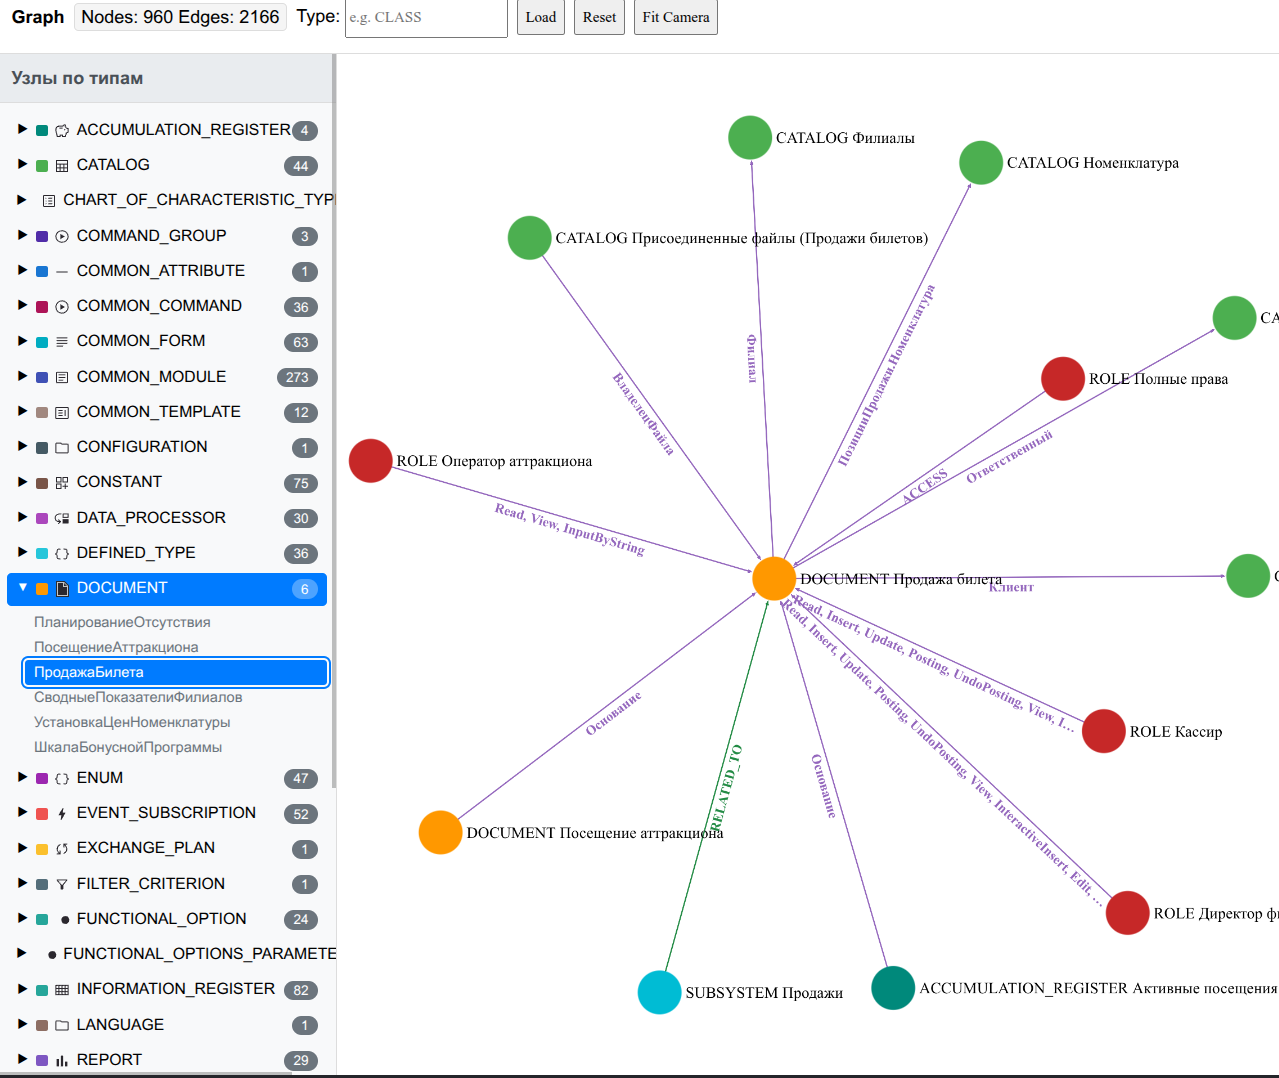 Graph Nodes: 960 Edges: 2166 Type: e.g. CLASS Load Reset Fit Camera
Узлы по типам
ACCUMULATION_REGISTER 4
CATALOG 44
CHART_OF_CHARACTERISTIC_TYP
COMMAND_GROUP 3
COMMON_ATTRIBUTE 1
COMMON_COMMAND 36
COMMON_FORM 63
COMMON_MODULE 273
COMMON_TEMPLATE 12
CONFIGURATION 1
CONSTANT 75
DATA_PROCESSOR 30
DEFINED_TYPE 36
DOCUMENT 6
ПланированиеОтсутствия
ПосещениеАттракциона
ПродажаБилета
СводныеПоказателиФилиалов
УстановкаЦенНоменклатуры
ШкалаБонуснойПрограммы
ENUM 47
EVENT_SUBSCRIPTION 52
EXCHANGE_PLAN 1
FILTER_CRITERION 1
FUNCTIONAL_OPTION 24
FUNCTIONAL_OPTIONS_PARAMETE
INFORMATION_REGISTER 82
LANGUAGE 1
REPORT 29
CATALOG Филиалы
CATALOG Номенклатура
CATALOG Присоединенные файлы (Продажи билетов)
CA
ROLE Полные права
ROLE Оператор аттракциона
Филиал
ПозицииПродажи.Номенклатура
ВладелецФайла
Ответственный
ACCESS
Read, View, InputByString
DOCUMENT Продажа билета
Клиент
Read, Insert, Update, Posting, UndoPosting, View, I...
Read, Insert, Update, Posting, UndoPosting, View, InteractiveInsert, Edit, ...
ROLE Кассир
Основание
RELATED_TO
Основание
DOCUMENT Посещение аттракциона
ROLE Директор
SUBSYSTEM Продажи
ACCUMULATION_REGISTER Активные посещения